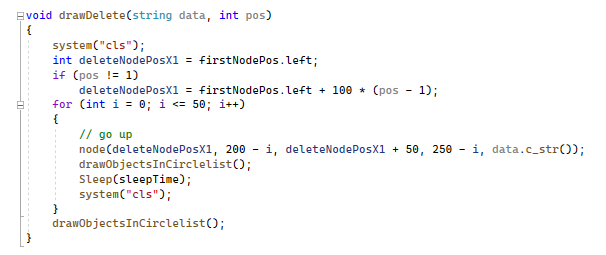 void drawDelete(string data, int pos)
{
    system("cls");
    int deleteNodePosX1 = firstNodePos.left;
    if (pos != 1)
        deleteNodePosX1 = firstNodePos.left + 100 * (pos - 1);
    for (int i = 0; i <= 50; i++)
    {
        // go up
        node(deleteNodePosX1, 200 - i, deleteNodePosX1 + 50, 250 - i, data.c_str());
        drawObjectsInCirclelist();
        Sleep(sleepTime);
        system("cls");
    }
    drawObjectsInCirclelist();
}